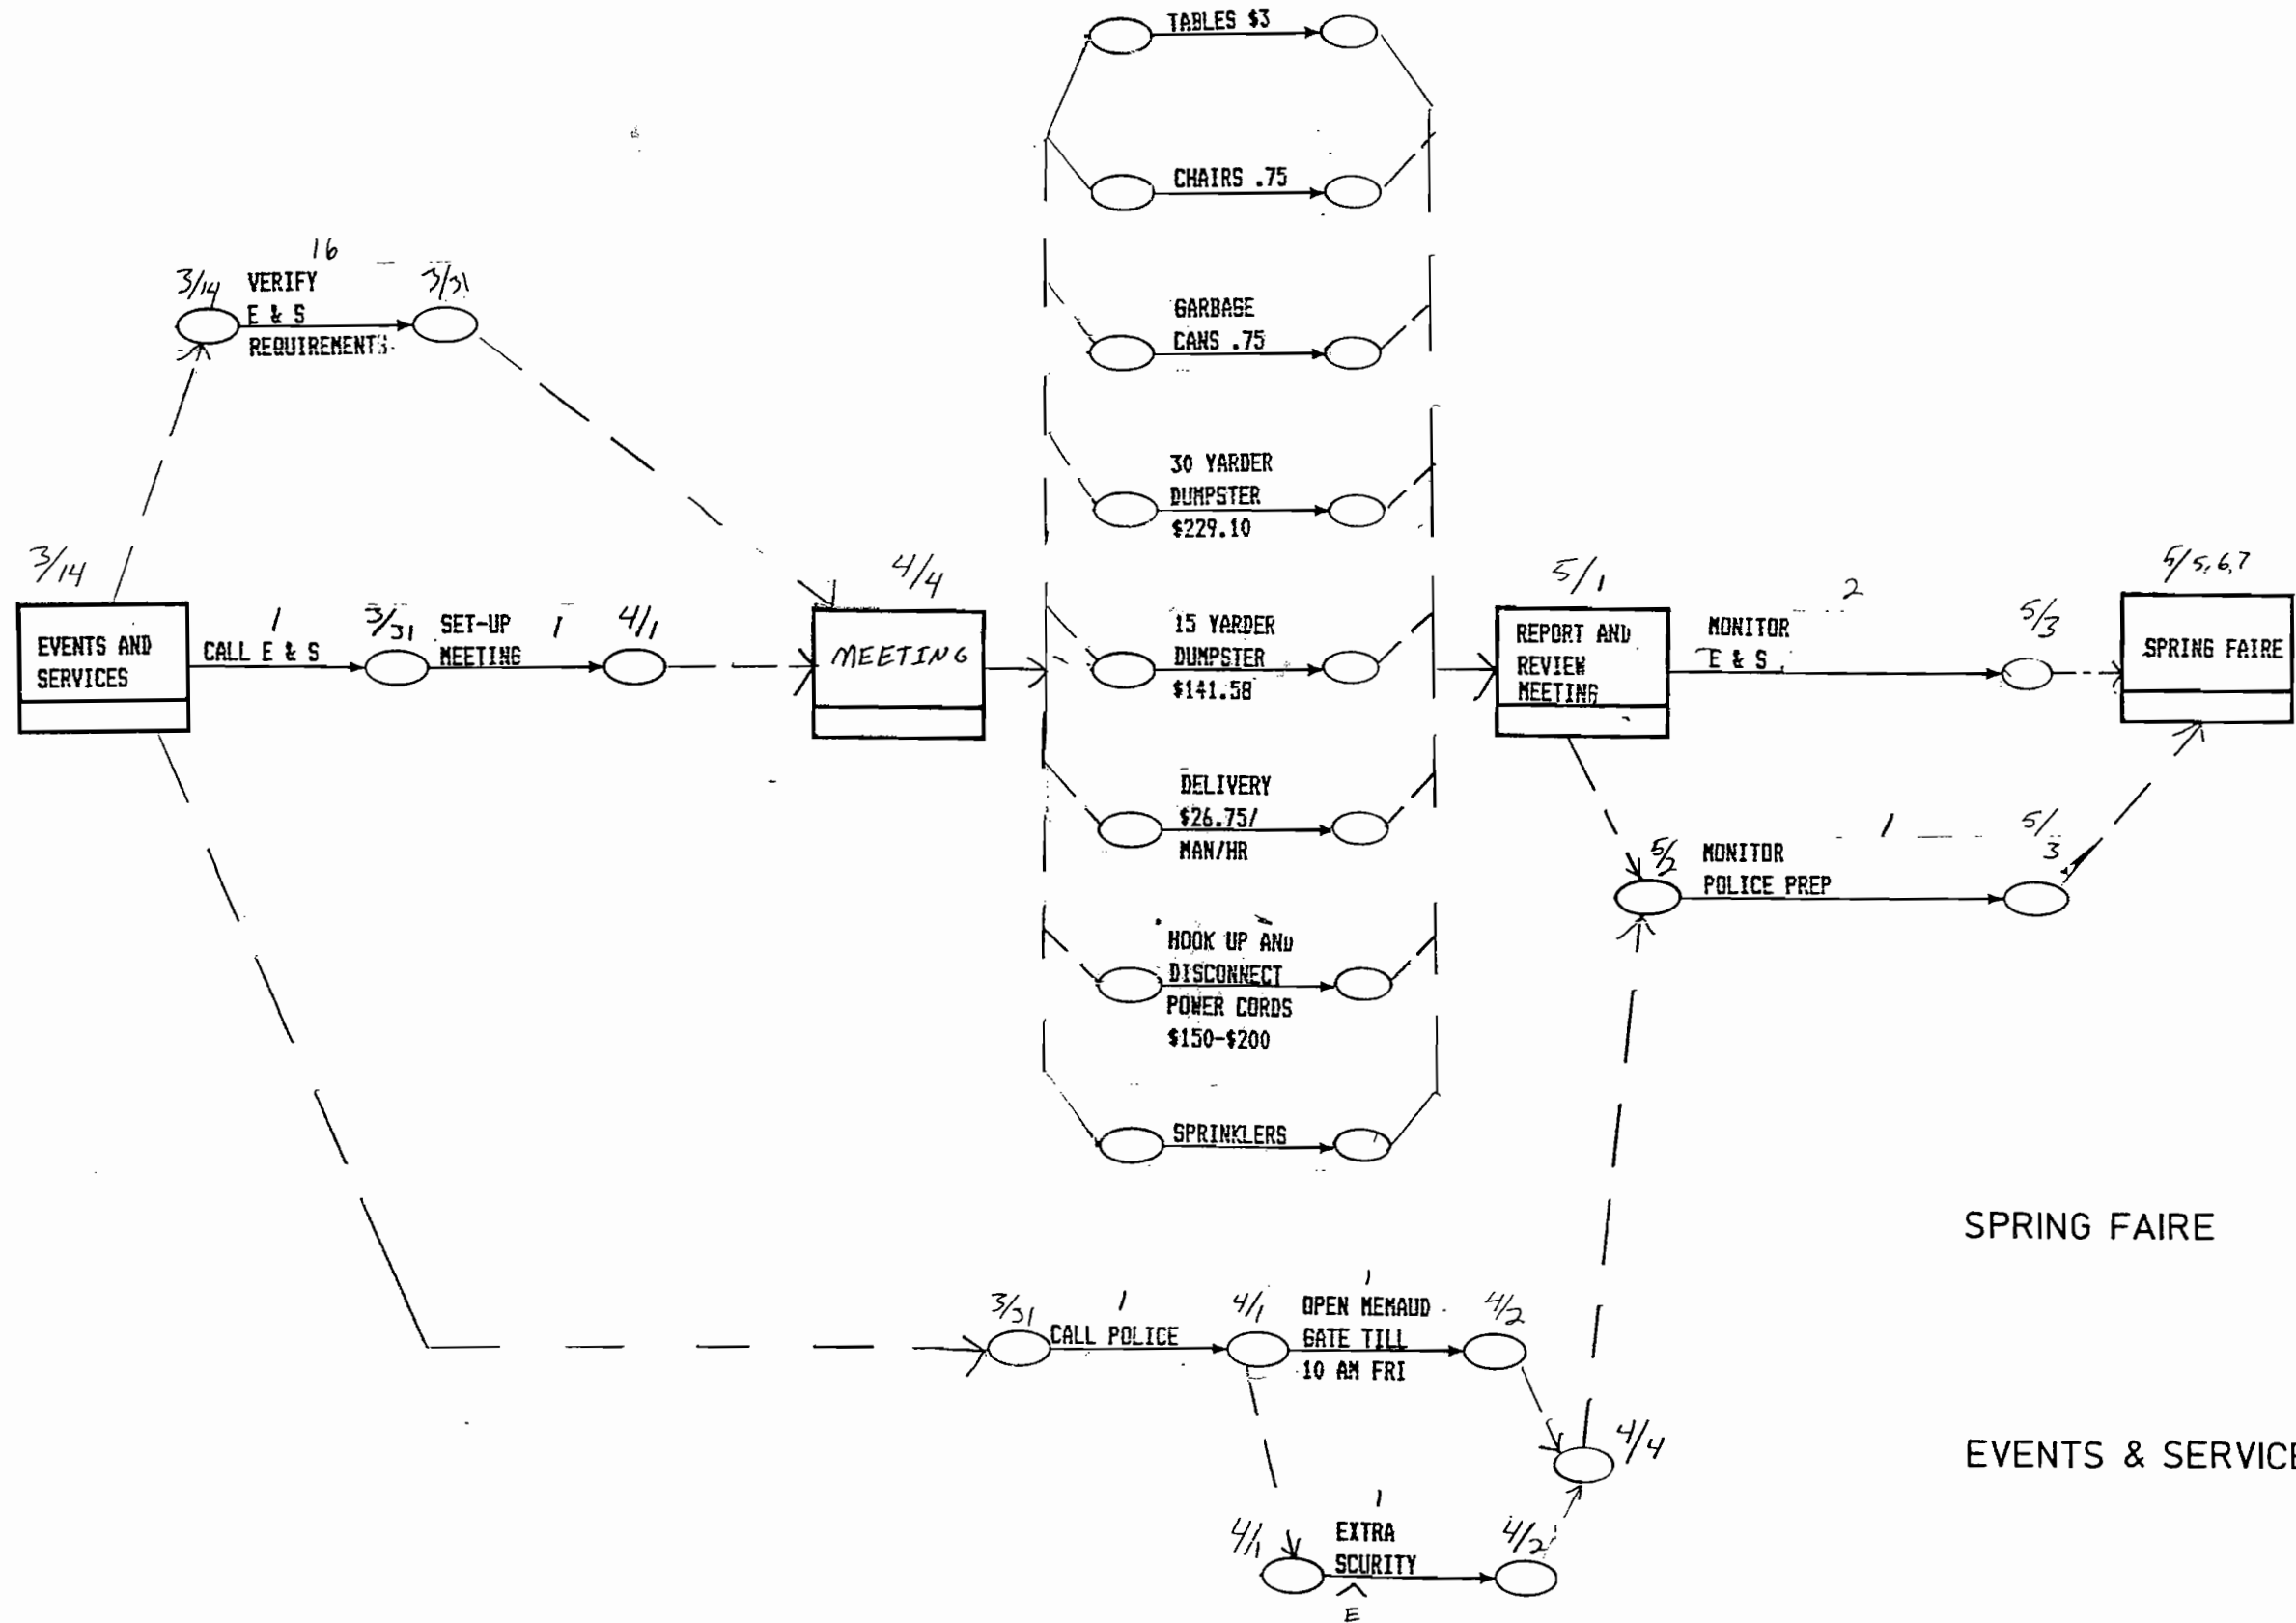 TABLES $3
CHAIRS .75
16
3/14
VERIFY
E & S
REQUIREMENTS
3/31
GARBAGE
CANS .75
30 YARDER
DUMPSTER
$229.10
3/14
EVENTS AND
SERVICES
1
CALL E & S
3/31
SET-UP
MEETING
1
4/1
4/4
MEETING
15 YARDER
DUMPSTER
$141.58
5/1
REPORT AND
REVIEW
MEETING
2
MONITOR
E & S
5/3
5/5,6,7
SPRING FAIRE
DELIVERY
$26.75/
MAN/HR
5/2
MONITOR
POLICE PREP
1
5/3
HOOK UP AND
DISCONNECT
POWER CORDS
$150-$200
SPRINKLERS
SPRING FAIRE
3/31
1
CALL POLICE
4/1
1
OPEN MEMAUD
GATE TILL
10 AM FRI
4/2
4/4
EVENTS & SERVICE
4/1
1
EXTRA
SCURITY
^
E
4/2